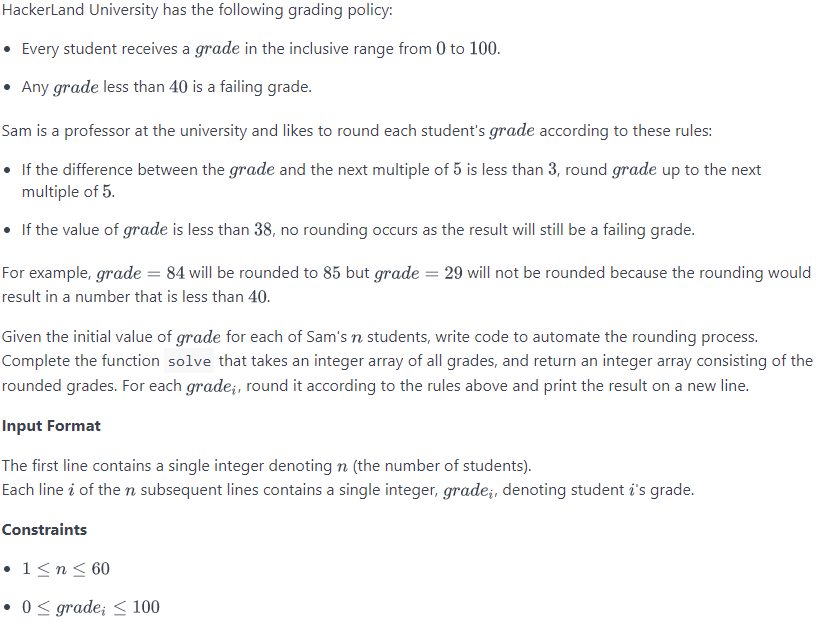 HackerLand University has the following grading policy:
• Every student receives a grade in the inclusive range from 0 to 100.
• Any grade less than 40 is a failing grade.
Sam is a professor at the university and likes to round each student's grade according to these rules:
• If the difference between the grade and the next multiple of 5 is less than 3, round grade up to the next
multiple of 5.
• If the value of grade is less than 38, no rounding occurs as the result will still be a failing grade.
For example, grade = 84 will be rounded to 85 but grade = 29 will not be rounded because the rounding would
result in a number that is less than 40.
Given the initial value of grade for each of Sam's n students, write code to automate the rounding process.
Complete the function solve that takes an integer array of all grades, and return an integer array consisting of the
rounded grades. For each gradeᵢ, round it according to the rules above and print the result on a new line.
Input Format
The first line contains a single integer denoting n (the number of students).
Each line i of the n subsequent lines contains a single integer, gradeᵢ, denoting student i's grade.
Constraints
• 1 ≤ n ≤ 60
• 0 ≤ gradeᵢ ≤ 100